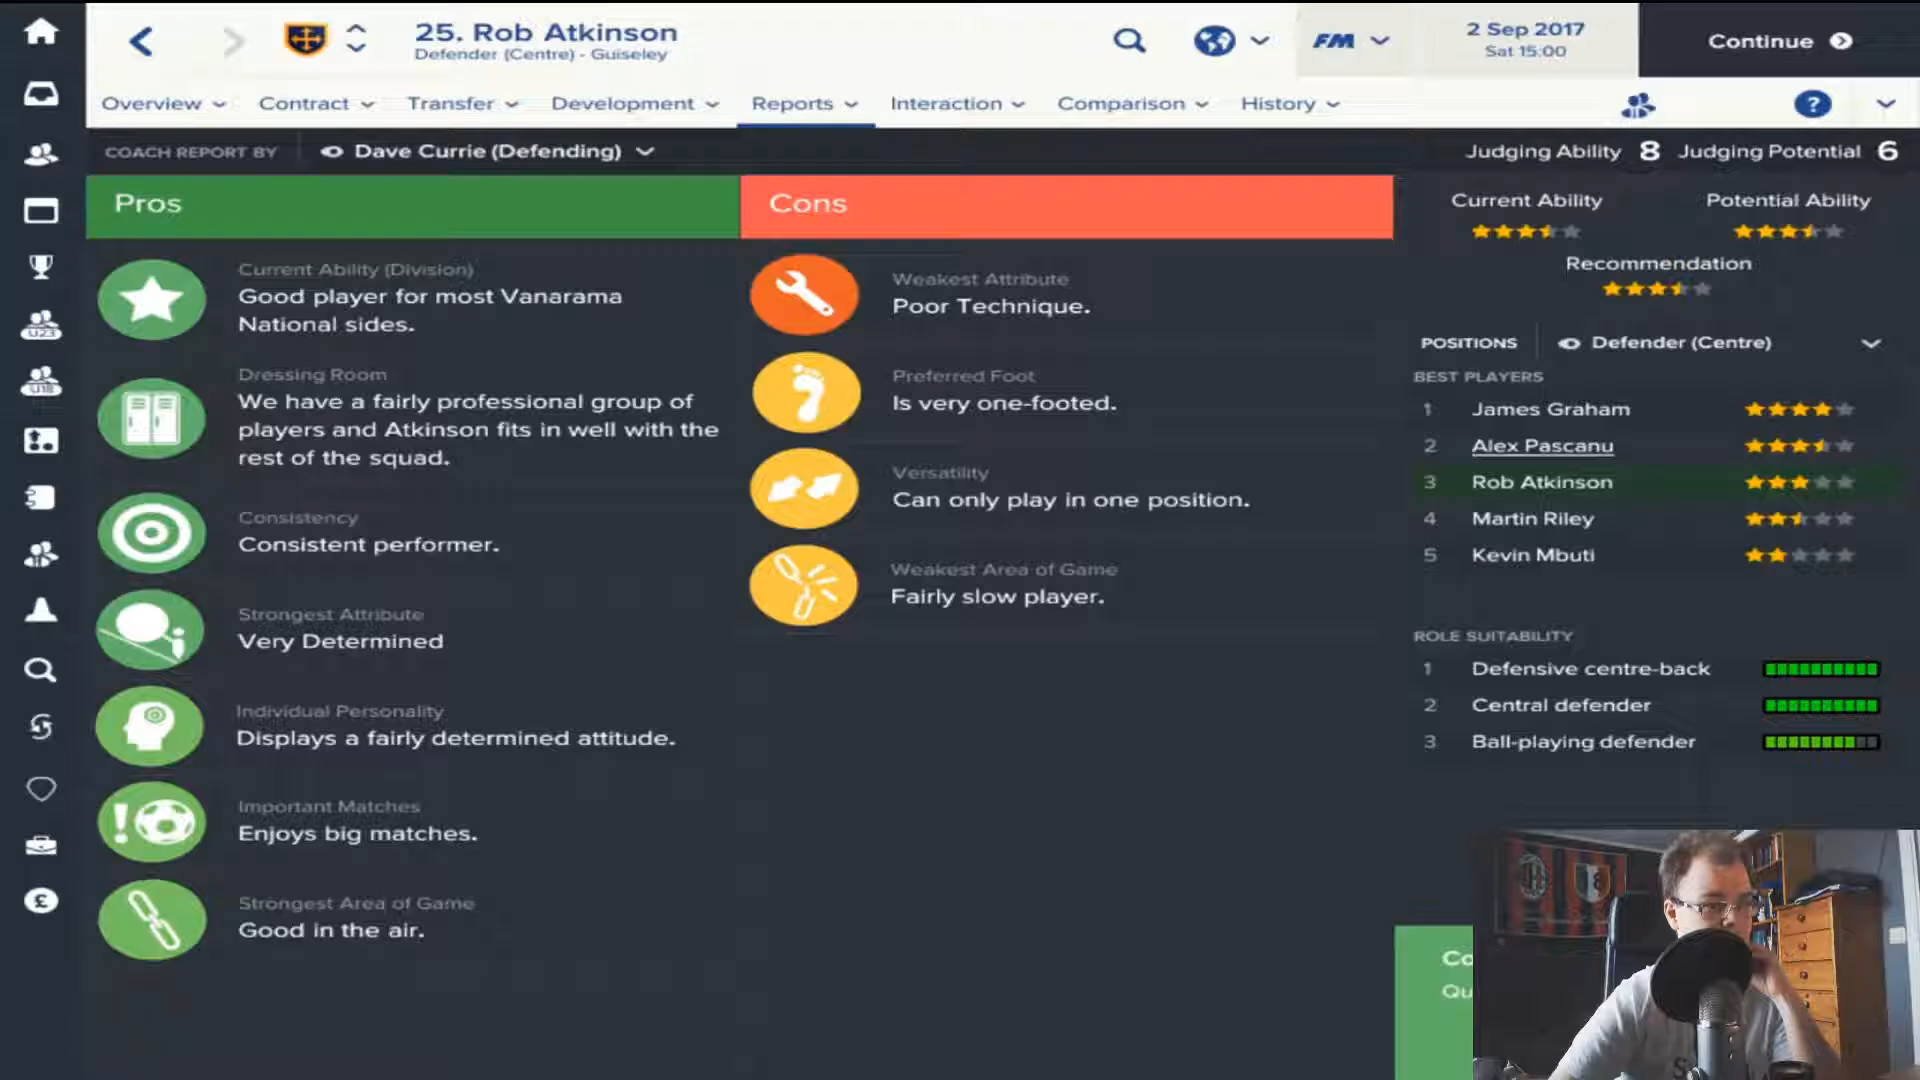 25. Rob Atkinson
Defender (Centre) - Guiseley
FM
2 Sep 2017
Sat 15:00
Continue
Overview
Contract
Transfer
Development
Reports
Interaction
Comparison
History
?
COACH REPORT BY
Dave Currie (Defending)
Judging Ability 8
Judging Potential 6
Pros
Cons
Current Ability (Division)
Good player for most Vanarama
National sides.
Dressing Room
We have a fairly professional group of
players and Atkinson fits in well with the
rest of the squad.
Consistency
Consistent performer.
Strongest Attribute
Very Determined
Individual Personality
Displays a fairly determined attitude.
Important Matches
Enjoys big matches.
Strongest Area of Game
Good in the air.
Weakest Attribute
Poor Technique.
Preferred Foot
Is very one-footed.
Versatility
Can only play in one position.
Weakest Area of Game
Fairly slow player.
Current Ability
Potential Ability
Recommendation
POSITIONS
Defender (Centre)
BEST PLAYERS
1 James Graham
2 Alex Pascanu
3 Rob Atkinson
4 Martin Riley
5 Kevin Mbuti
ROLE SUITABILITY
1 Defensive centre-back
2 Central defender
3 Ball-playing defender
U23
U18
£
Co
Qu